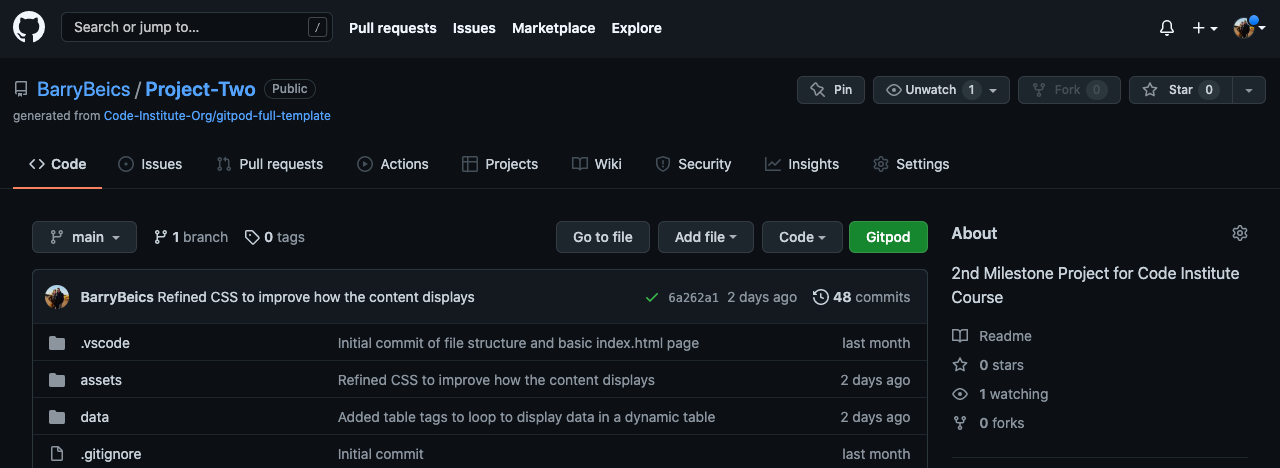 Search or jump to... /
Pull requests Issues Marketplace Explore
BarryBeics / Project-Two Public
Pin Unwatch 1 Fork 0 Star 0
generated from Code-Institute-Org/gitpod-full-template
Code Issues Pull requests Actions Projects Wiki Security Insights Settings
main 1 branch 0 tags Go to file Add file Code Gitpod
BarryBeics Refined CSS to improve how the content displays 6a262a1 2 days ago 48 commits
.vscode Initial commit of file structure and basic index.html page last month
assets Refined CSS to improve how the content displays 2 days ago
data Added table tags to loop to display data in a dynamic table 2 days ago
.gitignore Initial commit last month
About
2nd Milestone Project for Code Institute
Course
Readme
0 stars
1 watching
0 forks